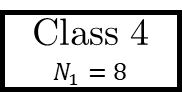 Class 4
N₁ = 8